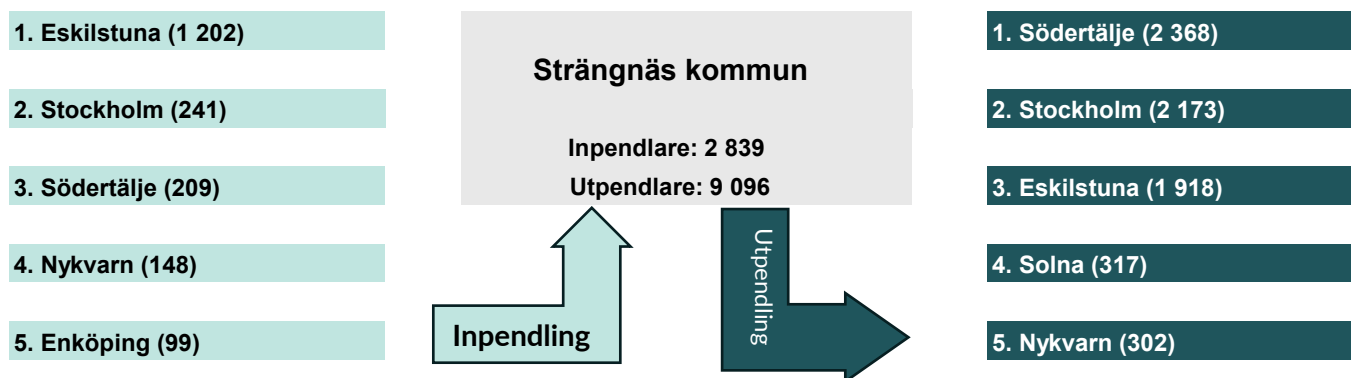 1. Eskilstuna (1 202)
2. Stockholm (241)
3. Södertälje (209)
4. Nykvarn (148)
5. Enköping (99)
Strängnäs kommun
Inpendlare: 2 839
Utpendlare: 9 096
Inpendling
Utpendling
1. Södertälje (2 368)
2. Stockholm (2 173)
3. Eskilstuna (1 918)
4. Solna (317)
5. Nykvarn (302)